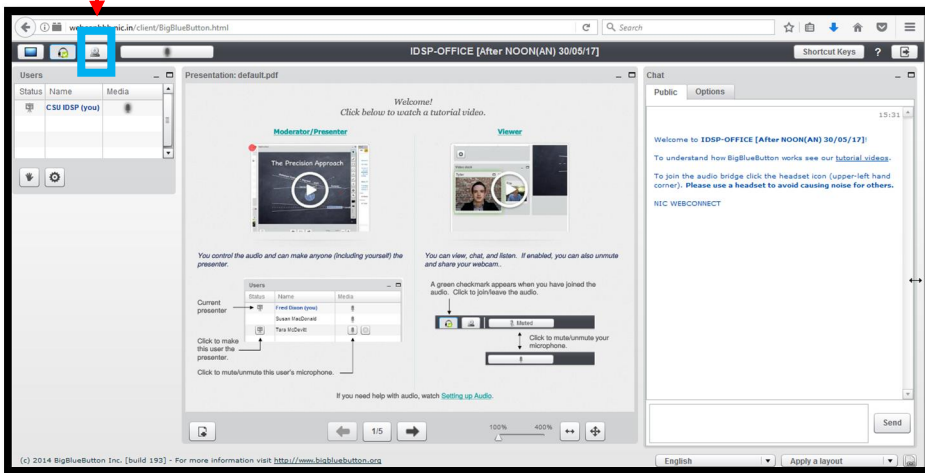 nic.in/client/BigBlueButton.html
Search
IDSP-OFFICE [After NOON(AN) 30/05/17]
Shortcut Keys
?
Users
Status Name Media
CSU IDSP (you)
Presentation: default.pdf
Welcome!
Click below to watch a tutorial video.
Moderator/Presenter
Viewer
The Precision Approach
You control the audio and can make anyone (including yourself) the
presenter.
You can view, chat, and listen. If enabled, you can also unmute
and share your webcam..
Users
Status Name Media
Fred Dixon (you)
Susan MacDonald
Tara McDevitt
Current
presenter
Click to make
this user the
presenter.
Click to mute/unmute this user's microphone.
A green checkmark appears when you have joined the
audio. Click to join/leave the audio.
Muted
Click to mute/unmute your
microphone.
If you need help with audio, watch Setting up Audio.
1/5
100% 400%
Chat
Public Options
15:31
Welcome to IDSP-OFFICE [After NOON(AN) 30/05/17]!
To understand how BigBlueButton works see our tutorial videos.
To join the audio bridge click the headset icon (upper-left hand
corner). Please use a headset to avoid causing noise for others.
NIC WEBCONNECT
Send
(c) 2014 BigBlueButton Inc. [build 193] - For more information visit http://www.bigbluebutton.org
English
Apply a layout